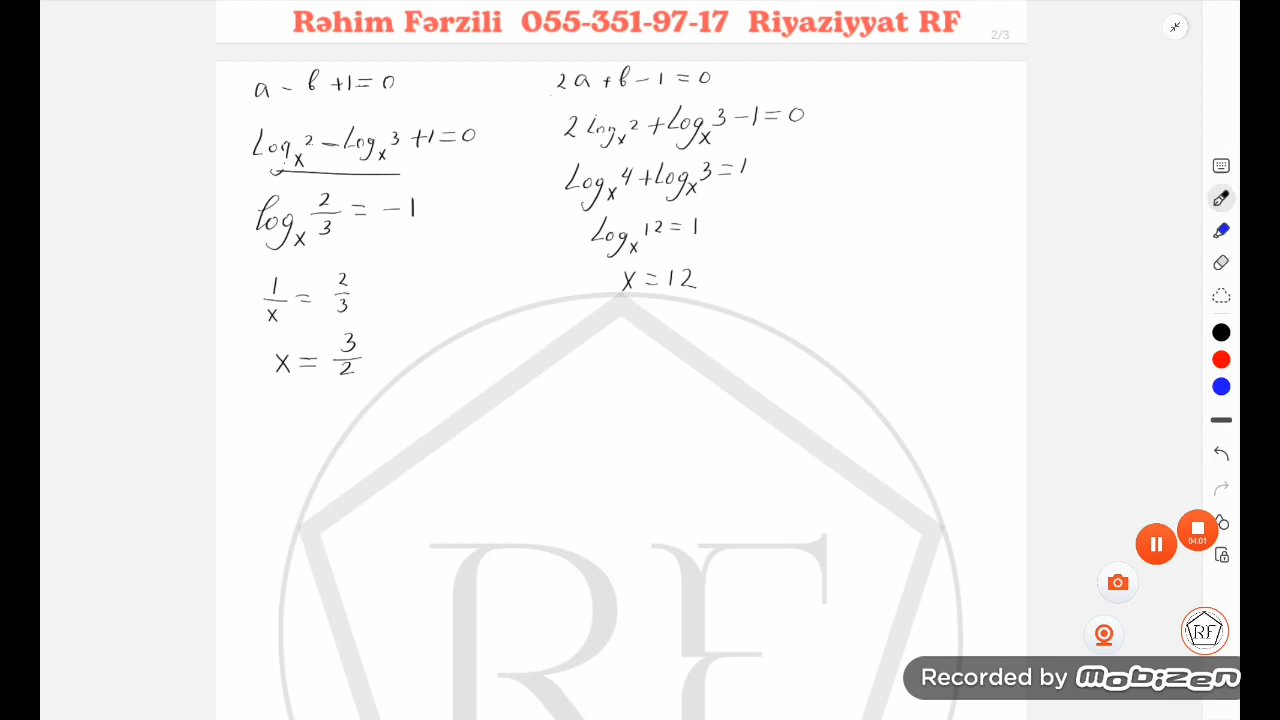 Rəhim Fərzili 055-351-97-17 Riyaziyyat RF
2/3
a - b + 1 = 0
Log_x 2 - Log_x 3 + 1 = 0
log_x 2/3 = -1
1/x = 2/3
x = 3/2
2a + b - 1 = 0
2 Log_x 2 + Log_x 3 - 1 = 0
Log_x 4 + Log_x 3 = 1
Log_x 12 = 1
x = 12
RF
04:01
RF
Recorded by mobizen